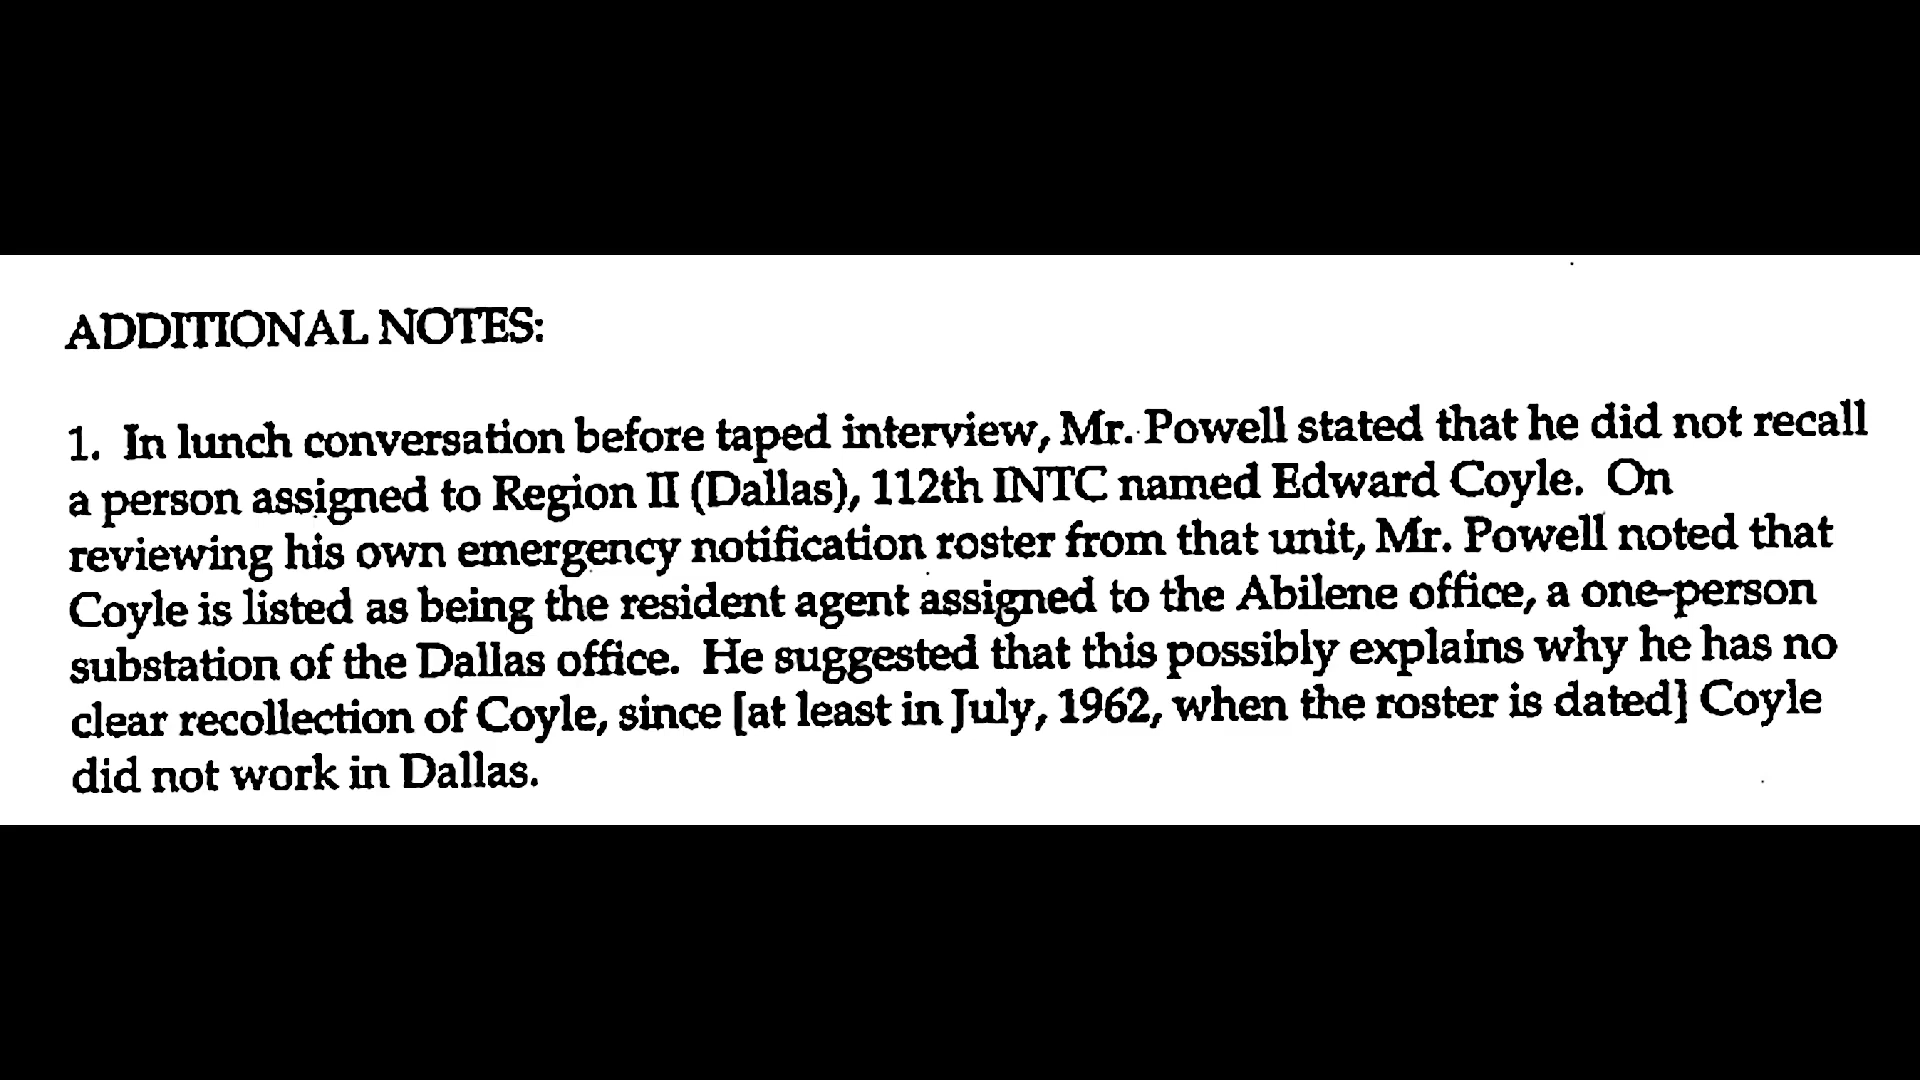 ADDITIONAL NOTES:
1. In lunch conversation before taped interview, Mr. Powell stated that he did not recall
a person assigned to Region II (Dallas), 112th INTC named Edward Coyle. On
reviewing his own emergency notification roster from that unit, Mr. Powell noted that
Coyle is listed as being the resident agent assigned to the Abilene office, a one-person
substation of the Dallas office. He suggested that this possibly explains why he has no
clear recollection of Coyle, since [at least in July, 1962, when the roster is dated] Coyle
did not work in Dallas.